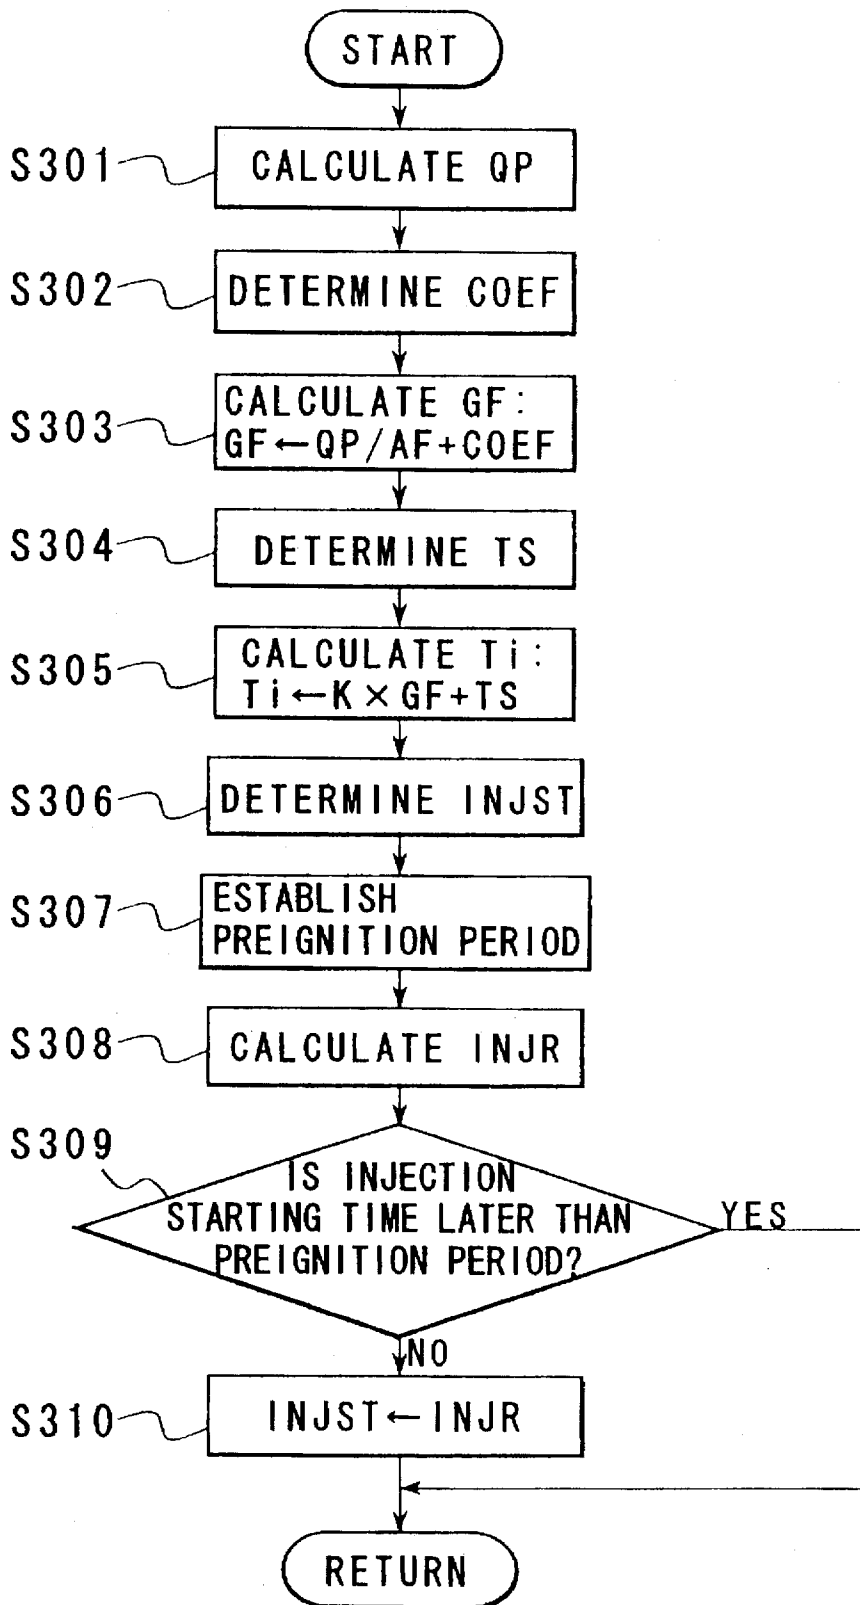 START
S301
CALCULATE QP
S302
DETERMINE COEF
S303
CALCULATE GF:
GF←QP/AF+COEF
S304
DETERMINE TS
S305
CALCULATE Ti:
Ti←K×GF+TS
S306
DETERMINE INJST
S307
ESTABLISH
PREIGNITION PERIOD
S308
CALCULATE INJR
S309
IS INJECTION
STARTING TIME LATER THAN
PREIGNITION PERIOD?
YES
NO
S310
INJST←INJR
RETURN